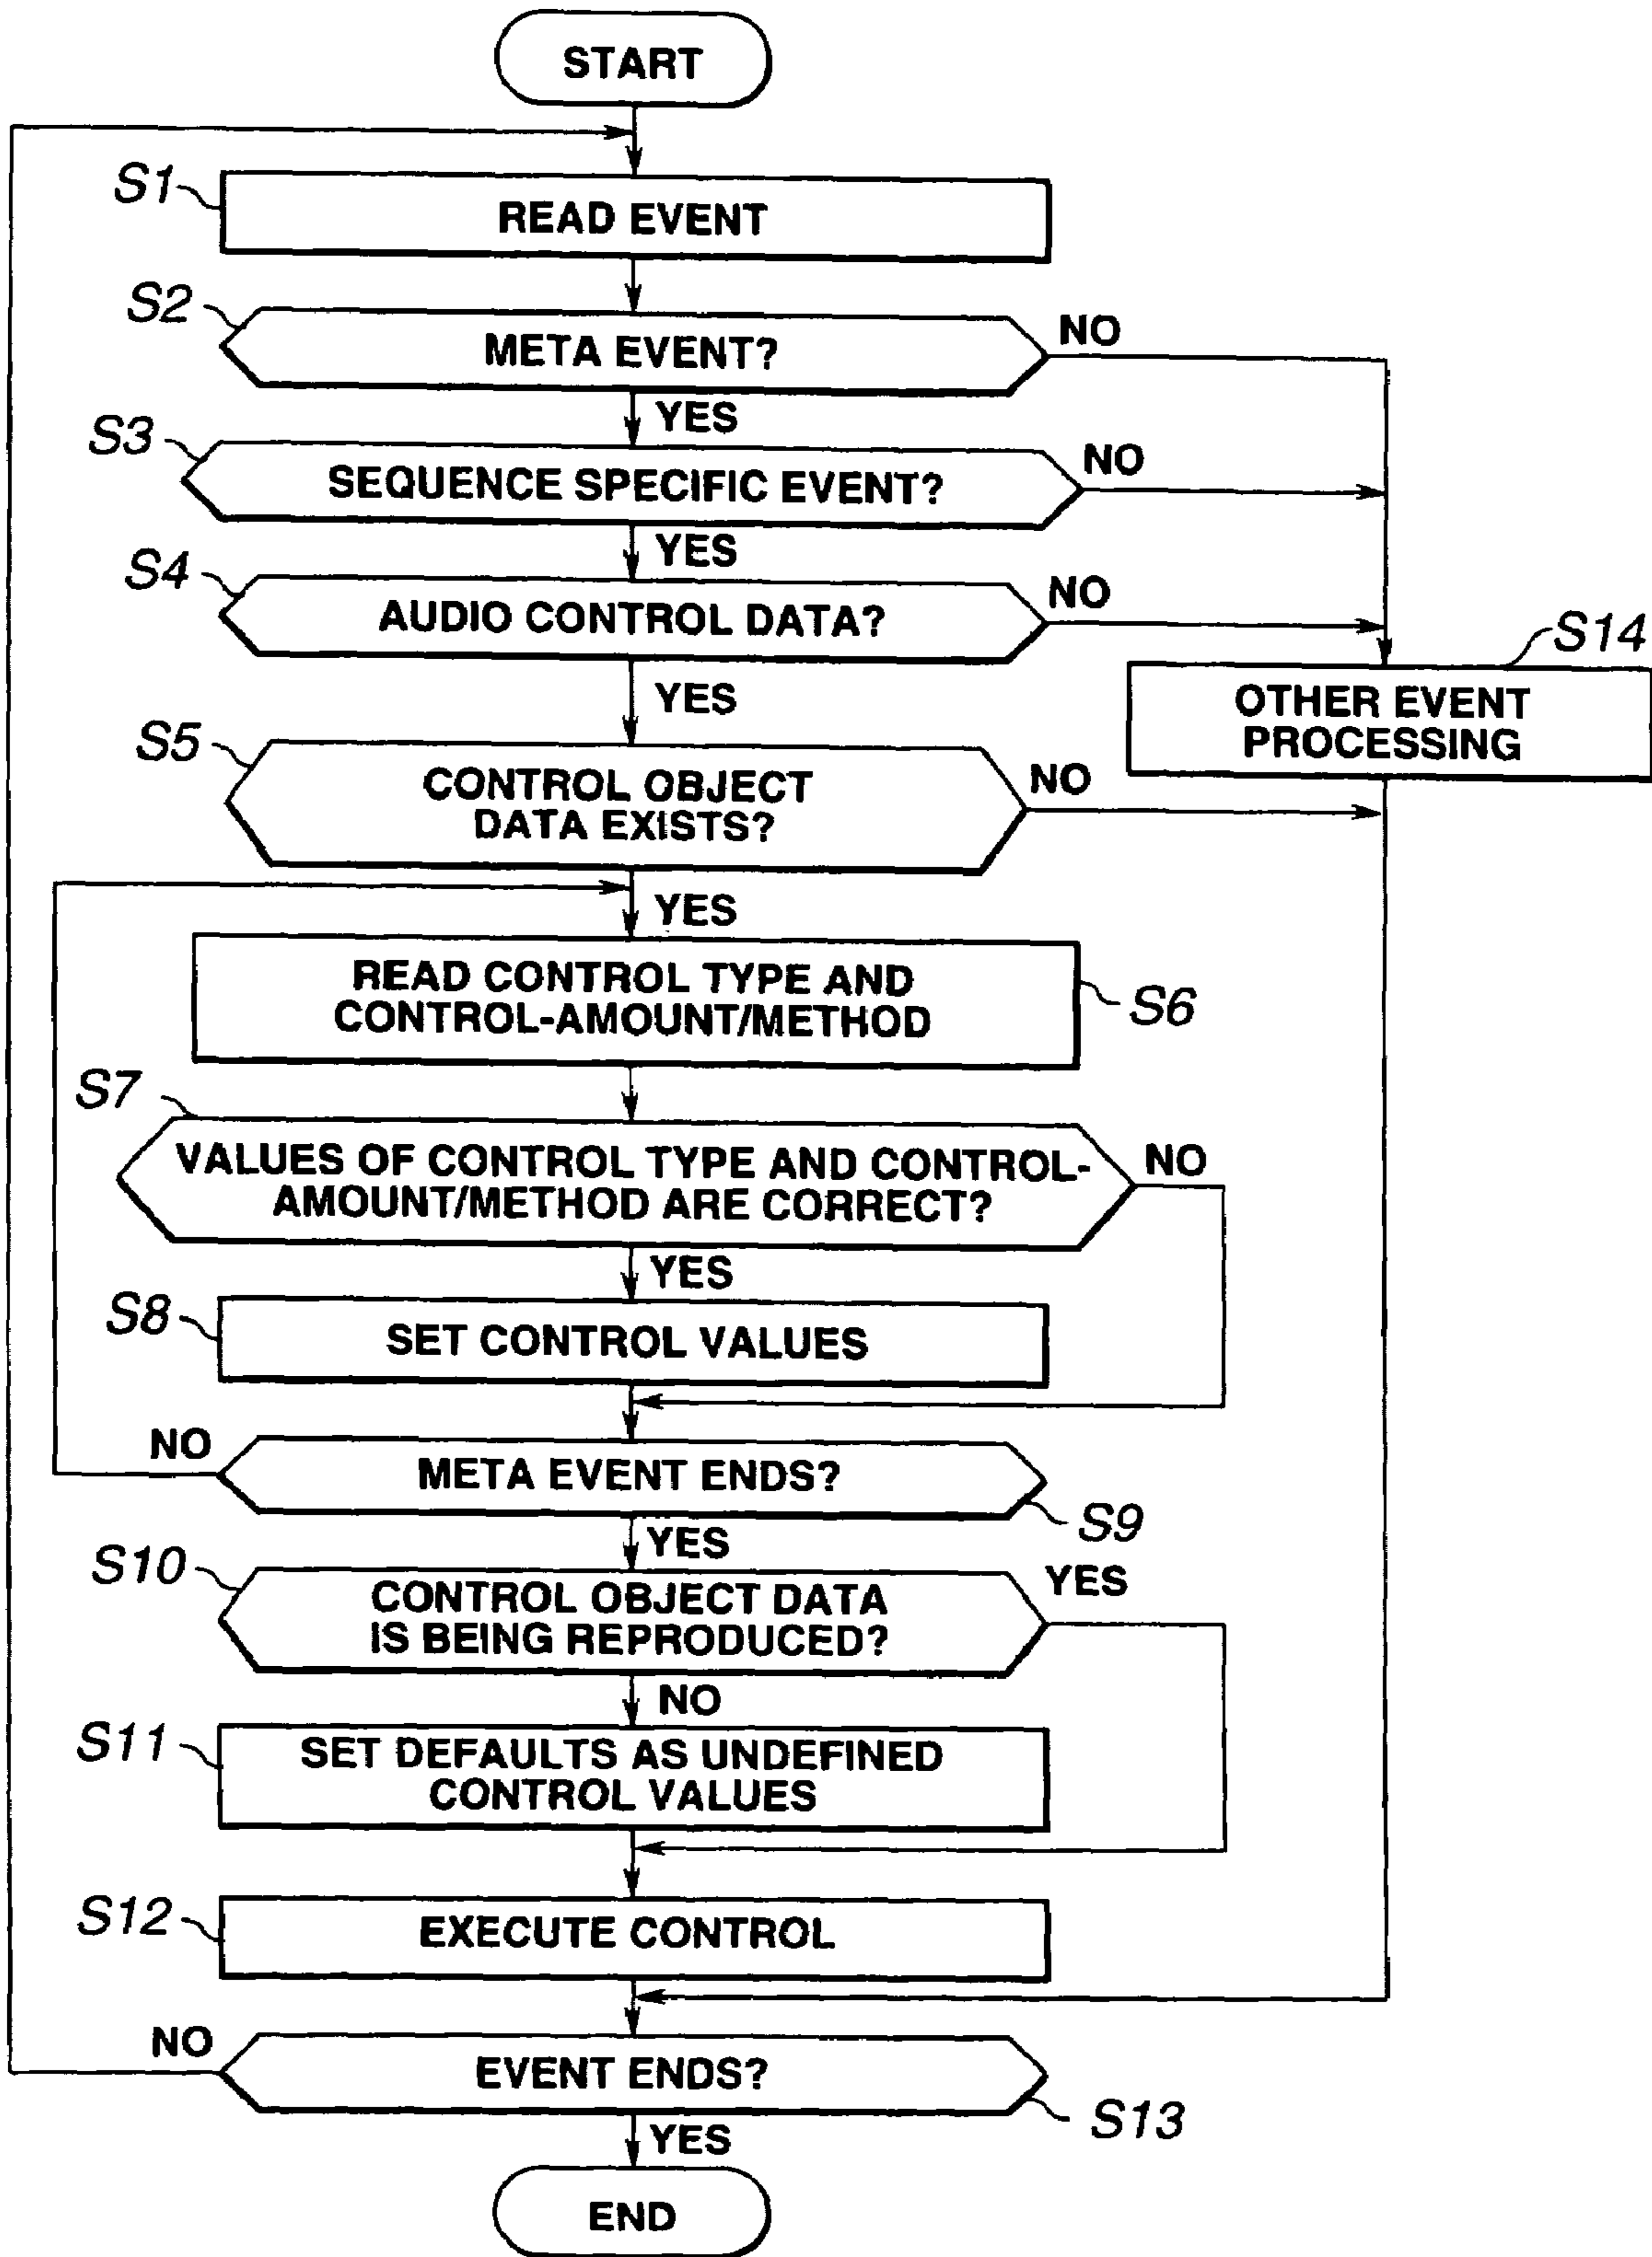 START
S1
READ EVENT
S2
META EVENT?
NO
YES
S3
SEQUENCE SPECIFIC EVENT?
NO
YES
S4
AUDIO CONTROL DATA?
NO
YES
S14
OTHER EVENT
PROCESSING
S5
CONTROL OBJECT
DATA EXISTS?
NO
YES
READ CONTROL TYPE AND
CONTROL-AMOUNT/METHOD
S6
S7
VALUES OF CONTROL TYPE AND CONTROL-
AMOUNT/METHOD ARE CORRECT?
NO
YES
S8
SET CONTROL VALUES
NO
META EVENT ENDS?
S9
YES
S10
CONTROL OBJECT DATA
IS BEING REPRODUCED?
YES
NO
S11
SET DEFAULTS AS UNDEFINED
CONTROL VALUES
S12
EXECUTE CONTROL
NO
EVENT ENDS?
S13
YES
END